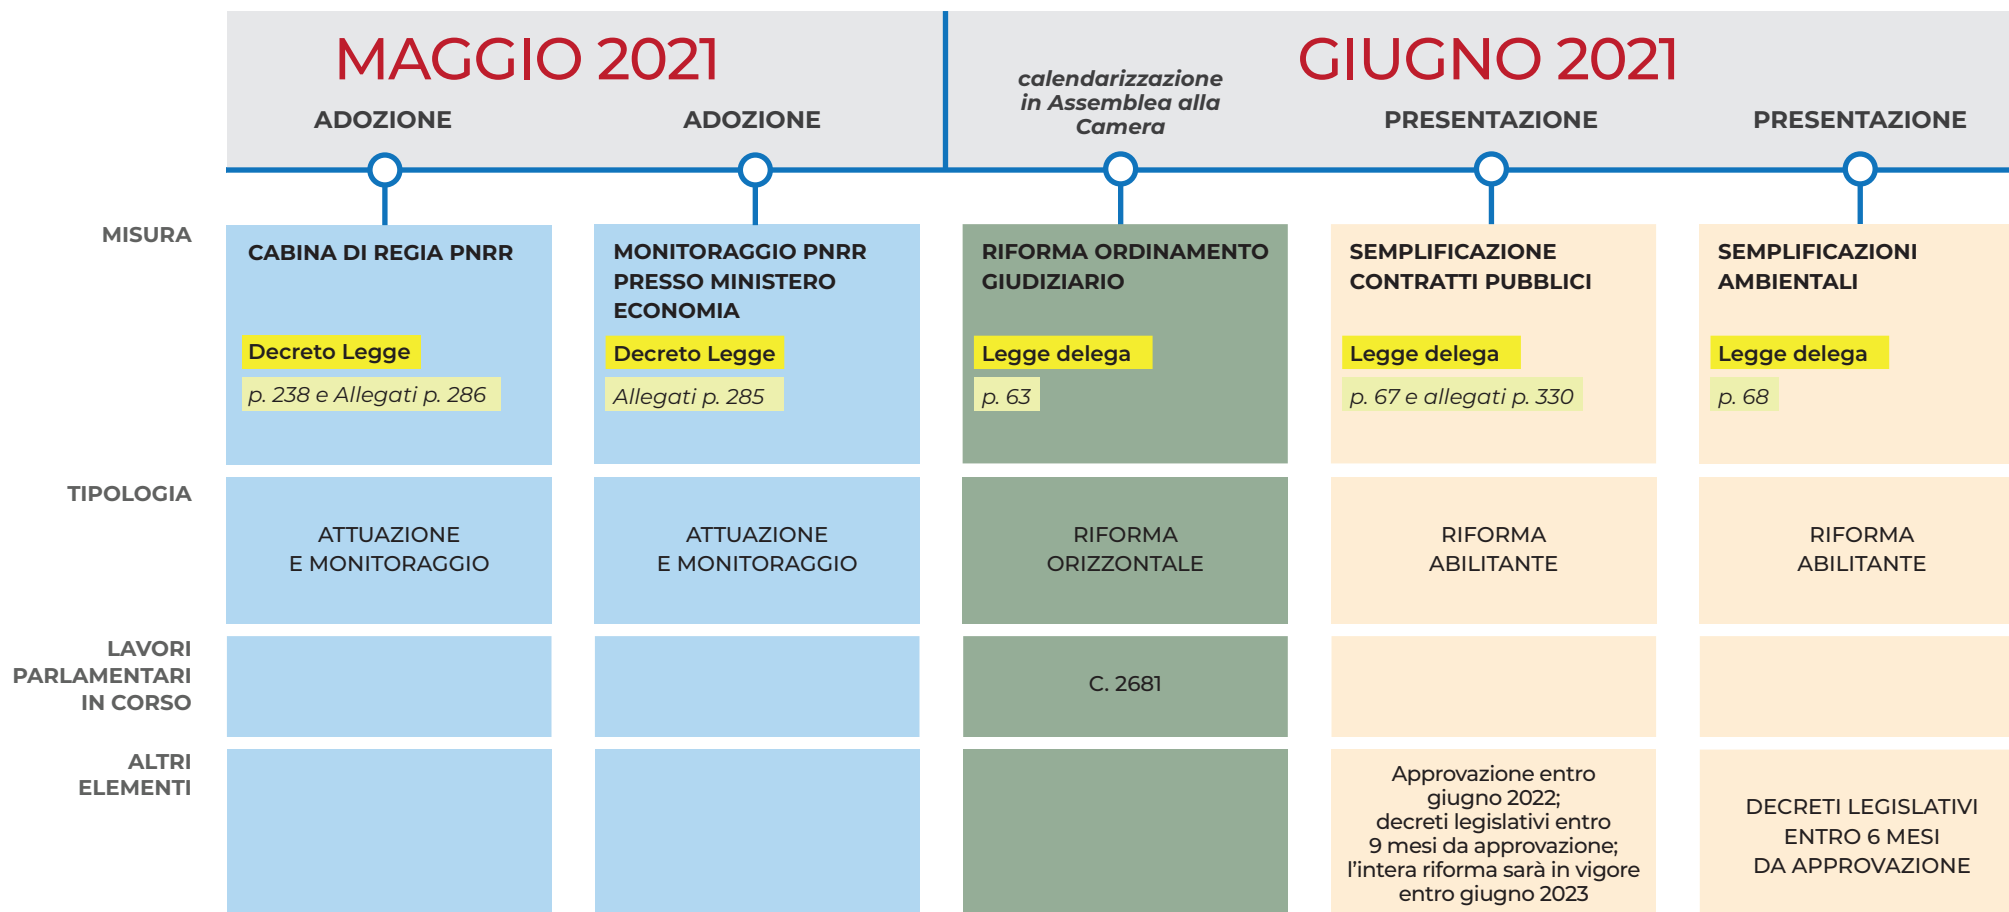 MAGGIO 2021
GIUGNO 2021
ADOZIONE
ADOZIONE
calendarizzazione
in Assemblea alla
Camera
PRESENTAZIONE
PRESENTAZIONE
MISURA
CABINA DI REGIA PNRR
Decreto Legge
p. 238 e Allegati p. 286
MONITORAGGIO PNRR
PRESSO MINISTERO
ECONOMIA
Decreto Legge
Allegati p. 285
RIFORMA ORDINAMENTO
GIUDIZIARIO
Legge delega
p. 63
SEMPLIFICAZIONE
CONTRATTI PUBBLICI
Legge delega
p. 67 e allegati p. 330
SEMPLIFICAZIONI
AMBIENTALI
Legge delega
p. 68
TIPOLOGIA
ATTUAZIONE
E MONITORAGGIO
ATTUAZIONE
E MONITORAGGIO
RIFORMA
ORIZZONTALE
RIFORMA
ABILITANTE
RIFORMA
ABILITANTE
LAVORI
PARLAMENTARI
IN CORSO
C. 2681
ALTRI
ELEMENTI
Approvazione entro
giugno 2022;
decreti legislativi entro
9 mesi da approvazione;
l'intera riforma sarà in vigore
entro giugno 2023
DECRETI LEGISLATIVI
ENTRO 6 MESI
DA APPROVAZIONE